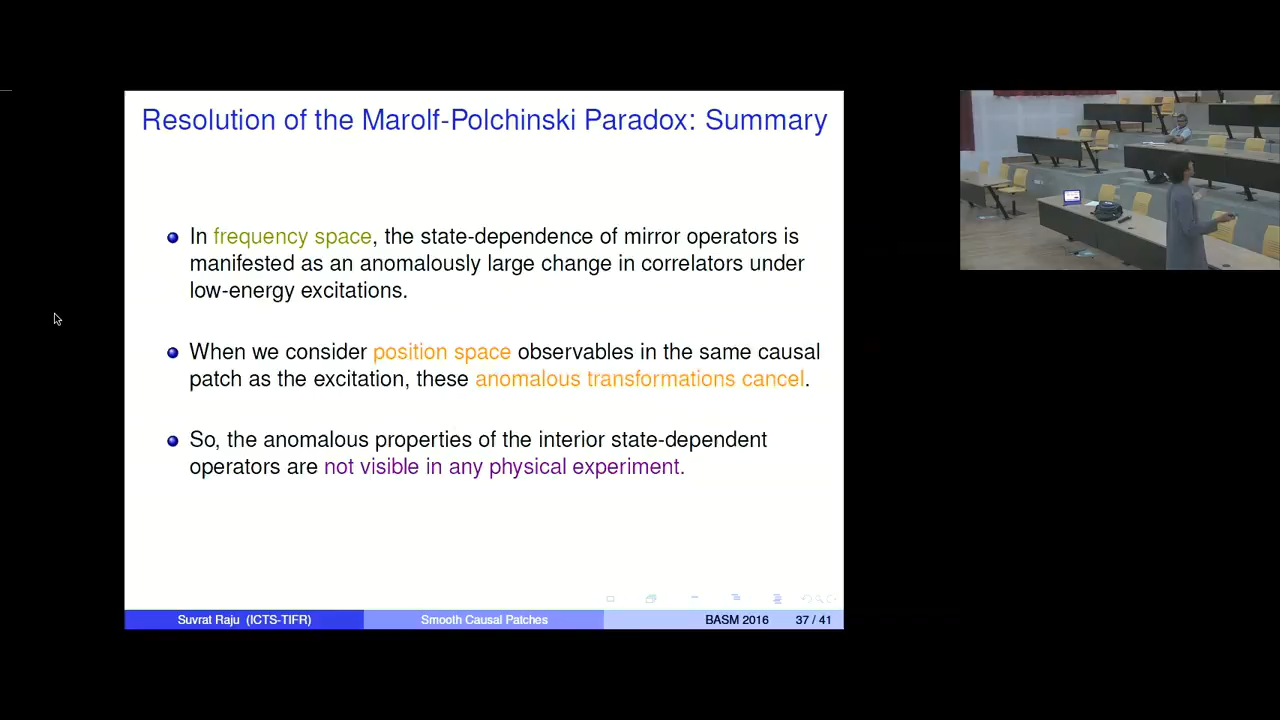 Resolution of the Marolf-Polchinski Paradox: Summary
In frequency space, the state-dependence of mirror operators is
manifested as an anomalously large change in correlators under
low-energy excitations.
When we consider position space observables in the same causal
patch as the excitation, these anomalous transformations cancel.
So, the anomalous properties of the interior state-dependent
operators are not visible in any physical experiment.
Suvrat Raju (ICTS-TIFR)
Smooth Causal Patches
BASM 2016
37 / 41